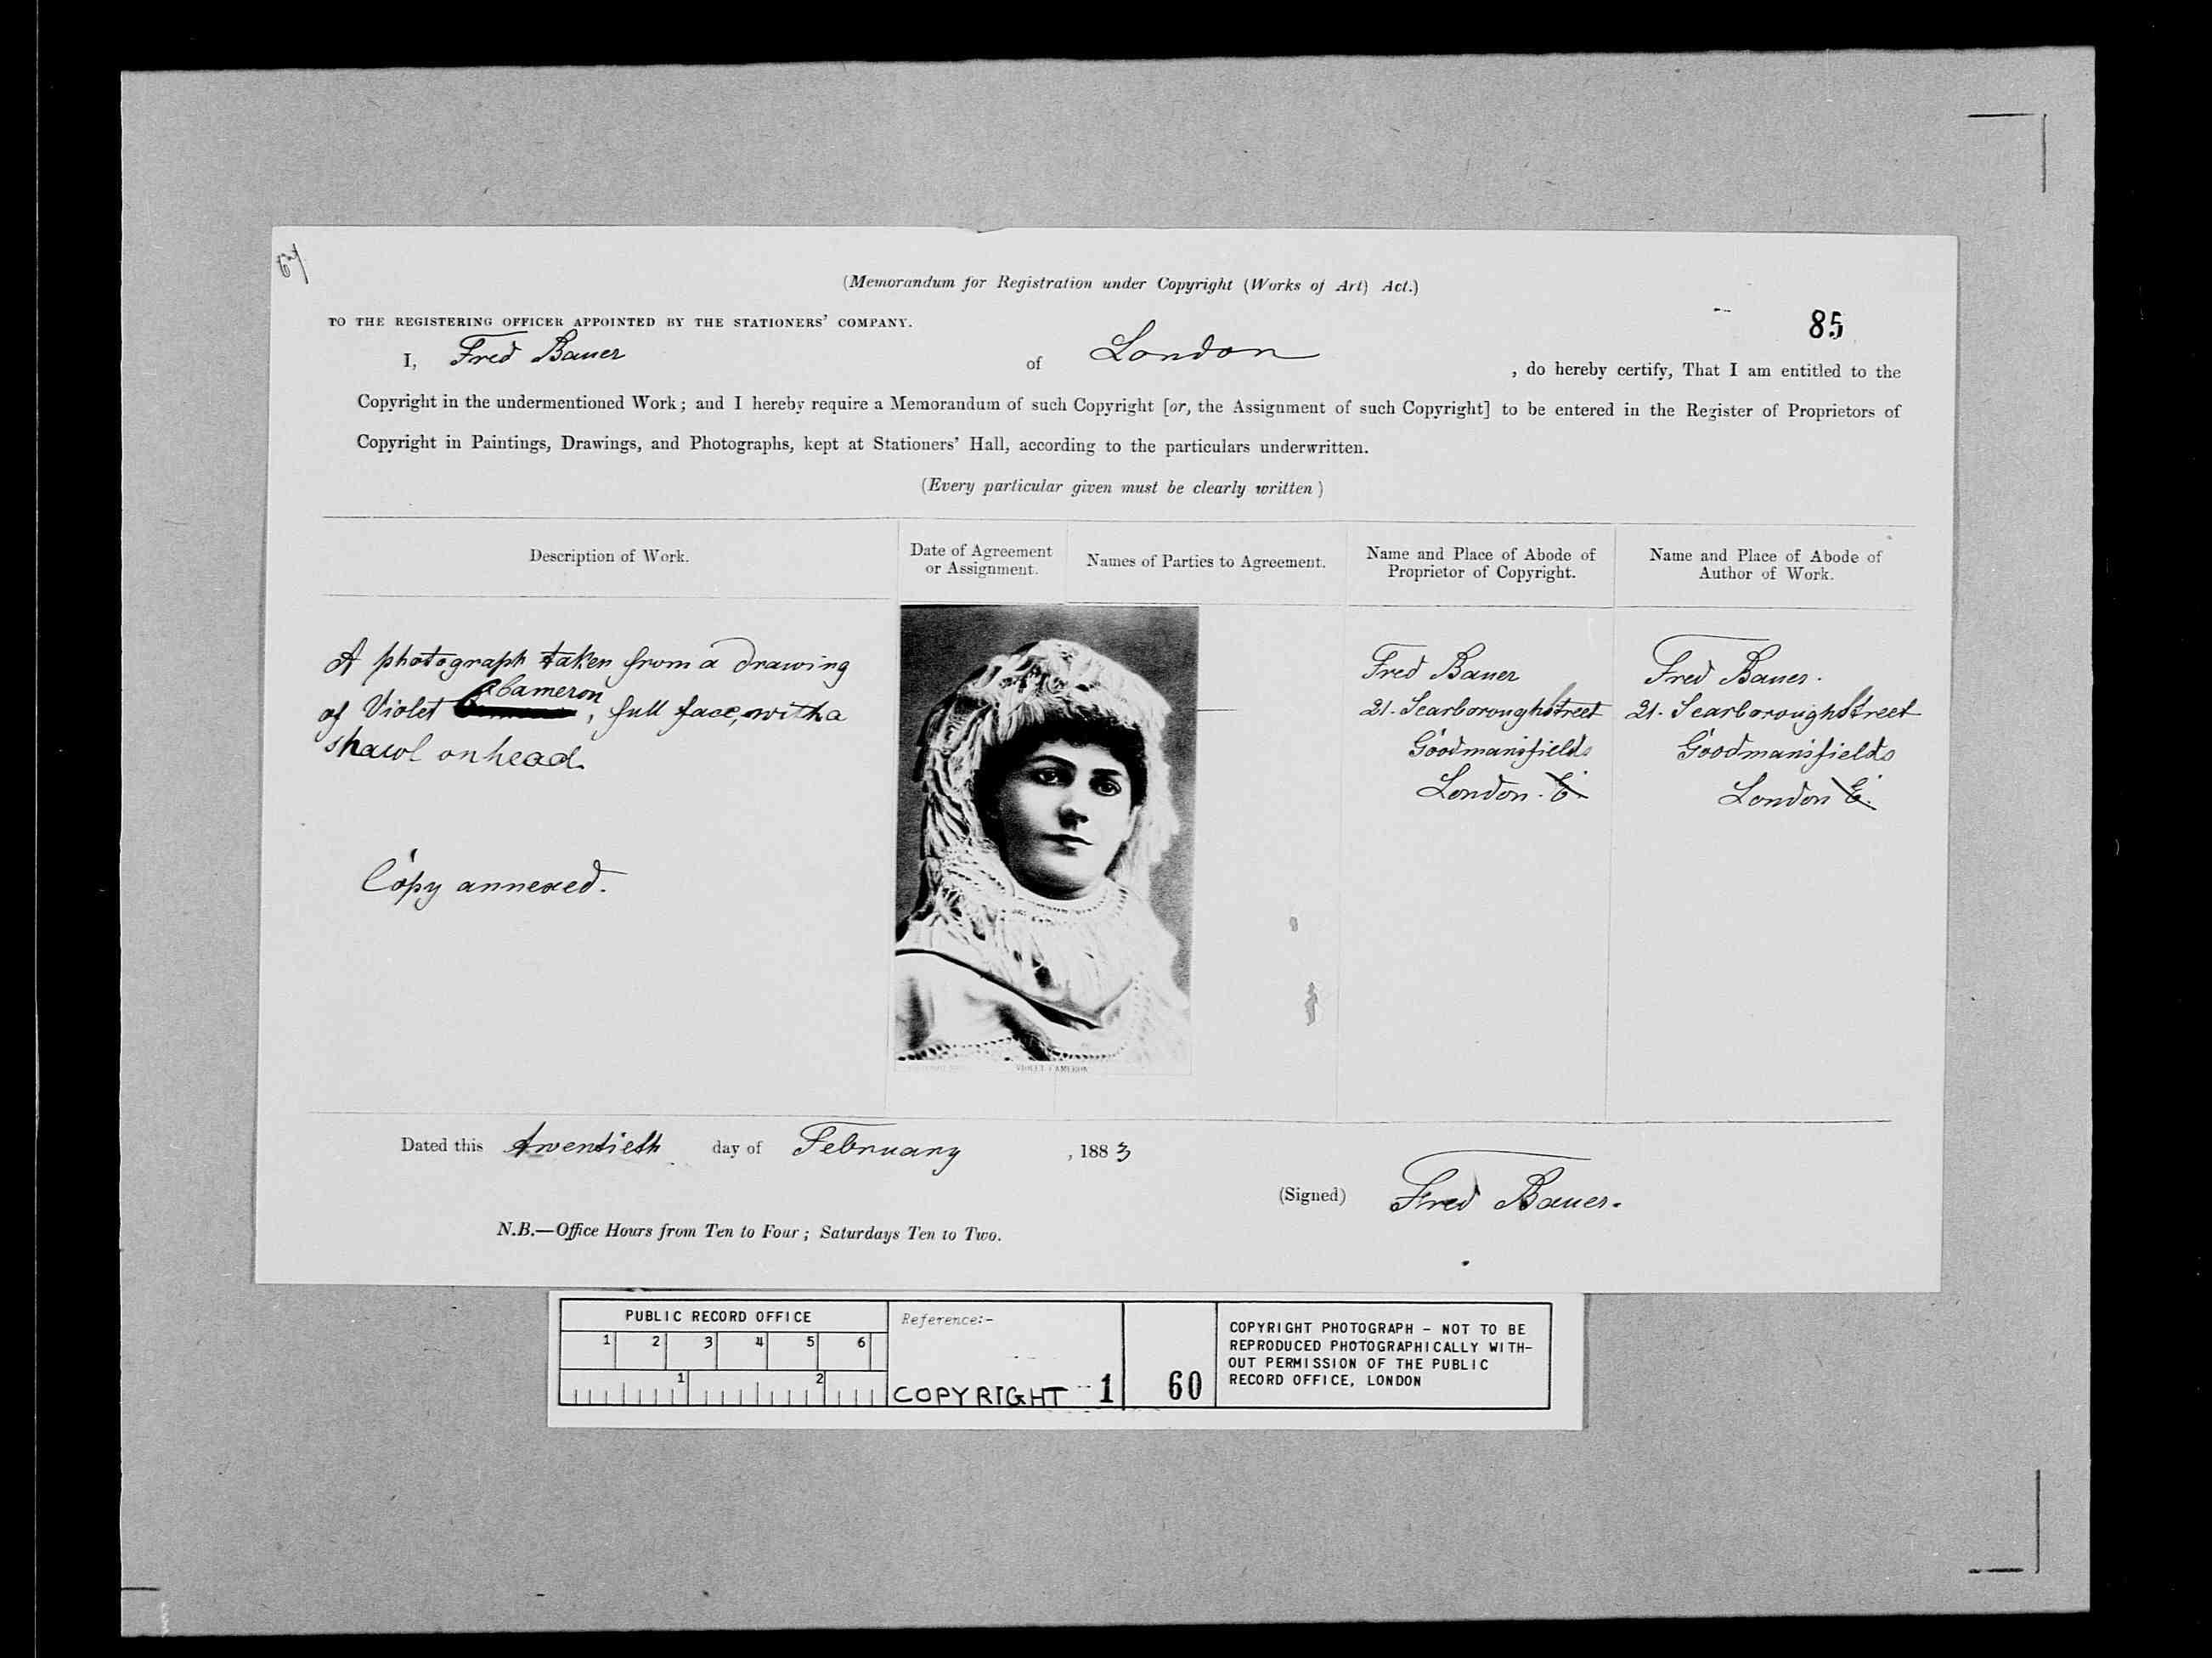 (Memorandum for Registration under Copyright (Works of Art) Act.)
85
TO THE REGISTERING OFFICER APPOINTED BY THE STATIONERS' COMPANY.
I, Fred Bauer of London , do hereby certify, That I am entitled to the
Copyright in the undermentioned Work; and I hereby require a Memorandum of such Copyright [or, the Assignment of such Copyright] to be entered in the Register of Proprietors of
Copyright in Paintings, Drawings, and Photographs, kept at Stationers' Hall, according to the particulars underwritten.
(Every particular given must be clearly written)
Description of Work.
Date of Agreement
or Assignment.
Names of Parties to Agreement.
Name and Place of Abode of
Proprietor of Copyright.
Name and Place of Abode of
Author of Work.
A photograph taken from a drawing
of Violet Cameron, full face, with a
shawl on head.
Copy annexed.
VIOLET CAMERON
Fred Bauer
21. Scarborough Street
Goodmansfields
London. E.
Fred Bauer.
21. Scarborough Street
Goodmansfields
London E.
Dated this twentieth day of February , 1883
(Signed) Fred Bauer.
N.B.—Office Hours from Ten to Four; Saturdays Ten to Two.
PUBLIC RECORD OFFICE
1 2 3 4 5 6
1 2
Reference:-
COPYRIGHT 1
60
COPYRIGHT PHOTOGRAPH - NOT TO BE
REPRODUCED PHOTOGRAPHICALLY WITH-
OUT PERMISSION OF THE PUBLIC
RECORD OFFICE, LONDON